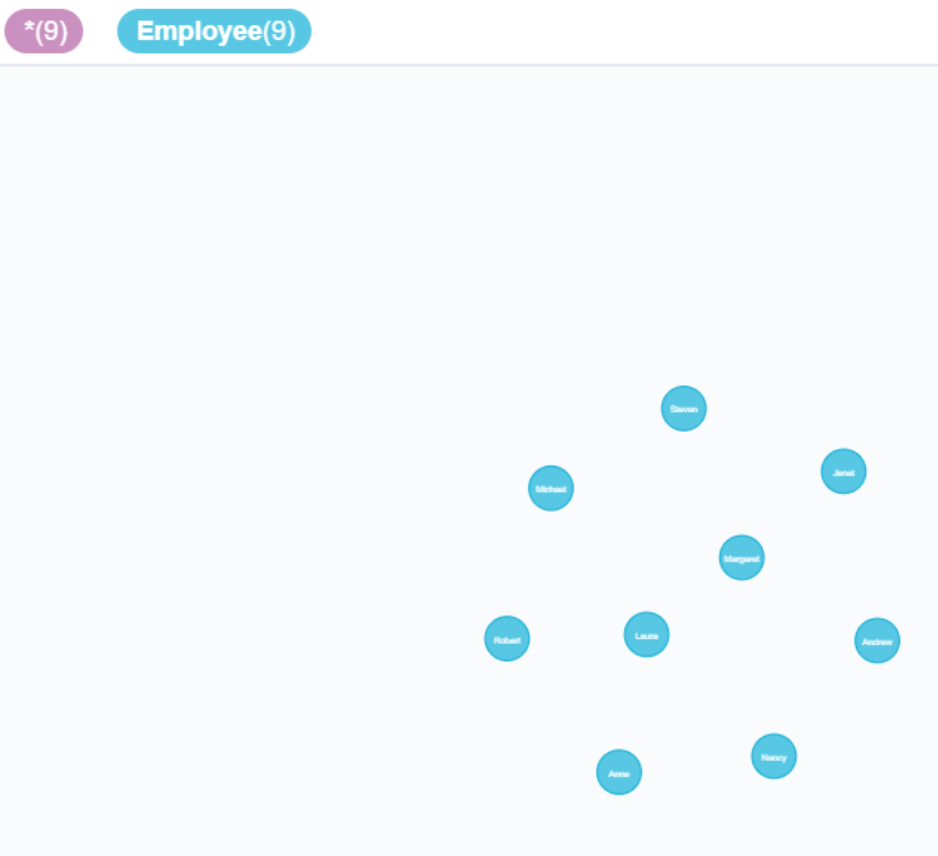 *(9) Employee(9)
Steven
Janet
Michael
Margaret
Laura
Robert
Andrew
Nancy
Anne